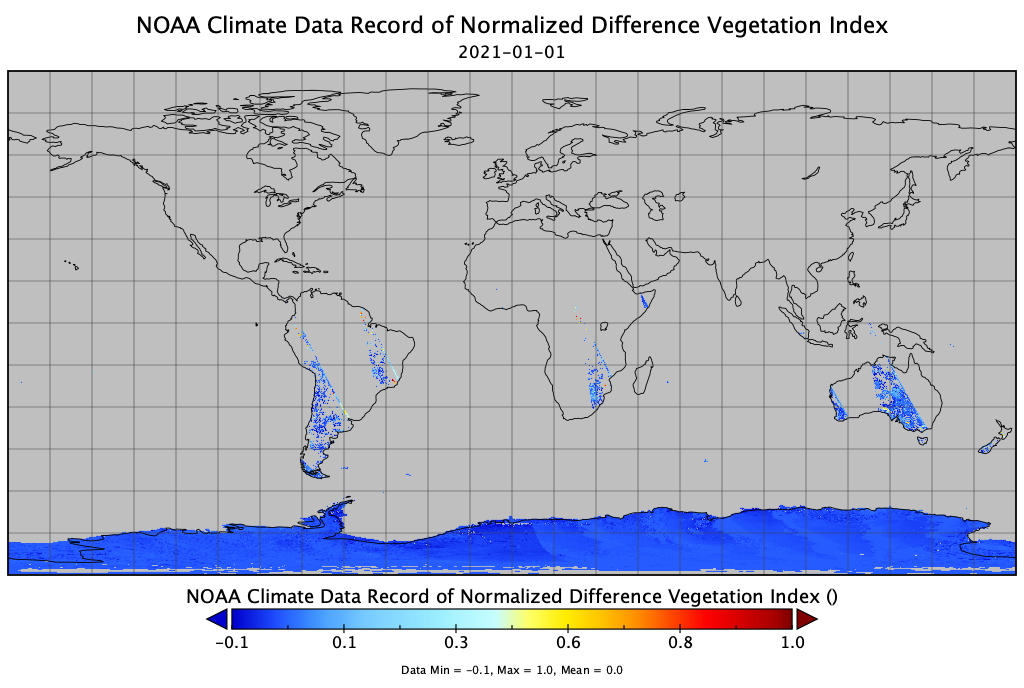 NOAA Climate Data Record of Normalized Difference Vegetation Index
2021-01-01
NOAA Climate Data Record of Normalized Difference Vegetation Index ()
-0.1 0.1 0.3 0.6 0.8 1.0
Data Min = -0.1, Max = 1.0, Mean = 0.0